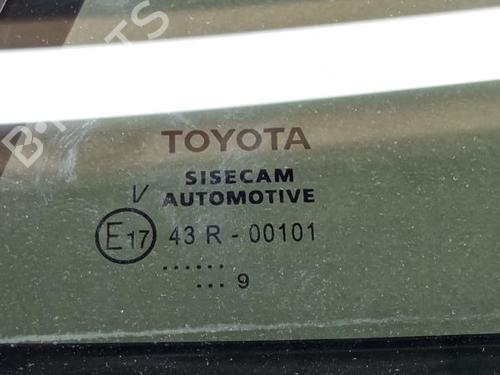 TOYOTA
SISECAM
V AUTOMOTIVE
E17 43 R - 00101
......
... 9